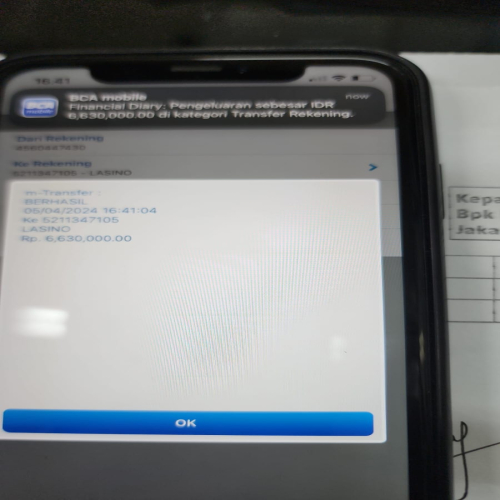 16:41
BCA mobile
now
BCA
Financial Diary: Pengeluaran sebesar IDR
6,630,000.00 di kategori Transfer Rekening.
Dari Rekening
Ke Rekening
5211347105 - LASINO
m-Transfer :
BERHASIL
05/04/2024 16:41:04
Ke 5211347105
LASINO
Rp. 6,630,000.00
OK
Kepa
Bpk
Jaka